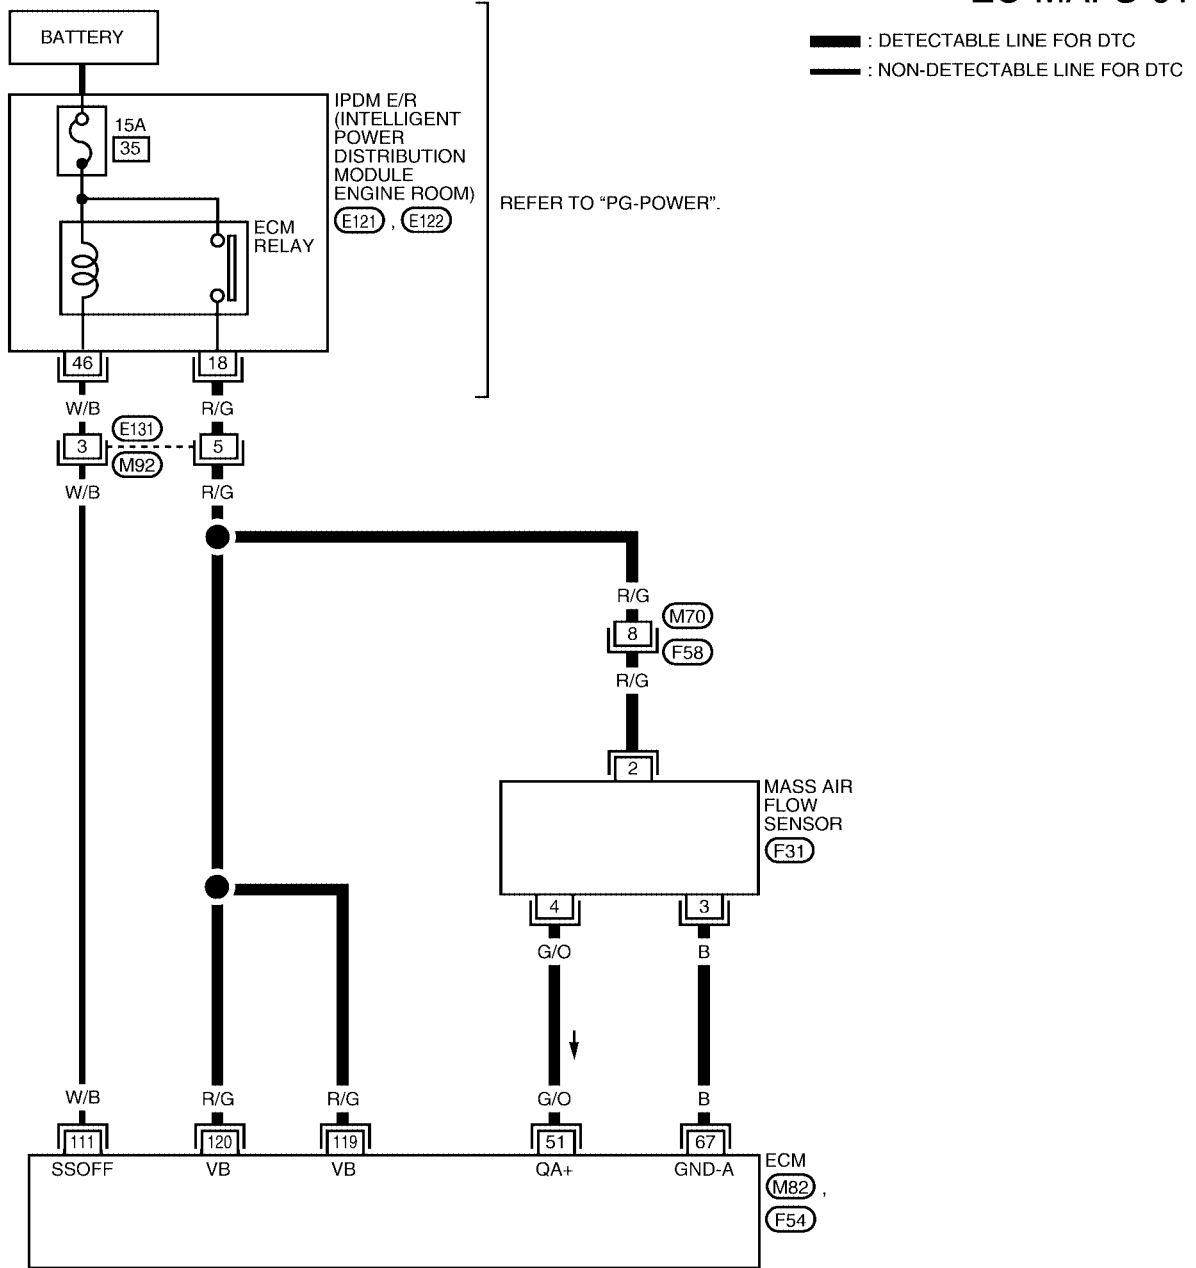 BATTERY
: DETECTABLE LINE FOR DTC
: NON-DETECTABLE LINE FOR DTC
15A
35
IPDM E/R
(INTELLIGENT
POWER
DISTRIBUTION
MODULE
ENGINE ROOM)
E121 , E122
REFER TO “PG-POWER”.
ECM
RELAY
46 18
W/B R/G
3 E131 5
M92
W/B R/G
R/G
8 M70
F58
R/G
2
MASS AIR
FLOW
SENSOR
F31
4 3
G/O B
W/B R/G R/G G/O B
111 120 119 51 67
SSOFF VB VB QA+ GND-A
ECM
M82 ,
F54